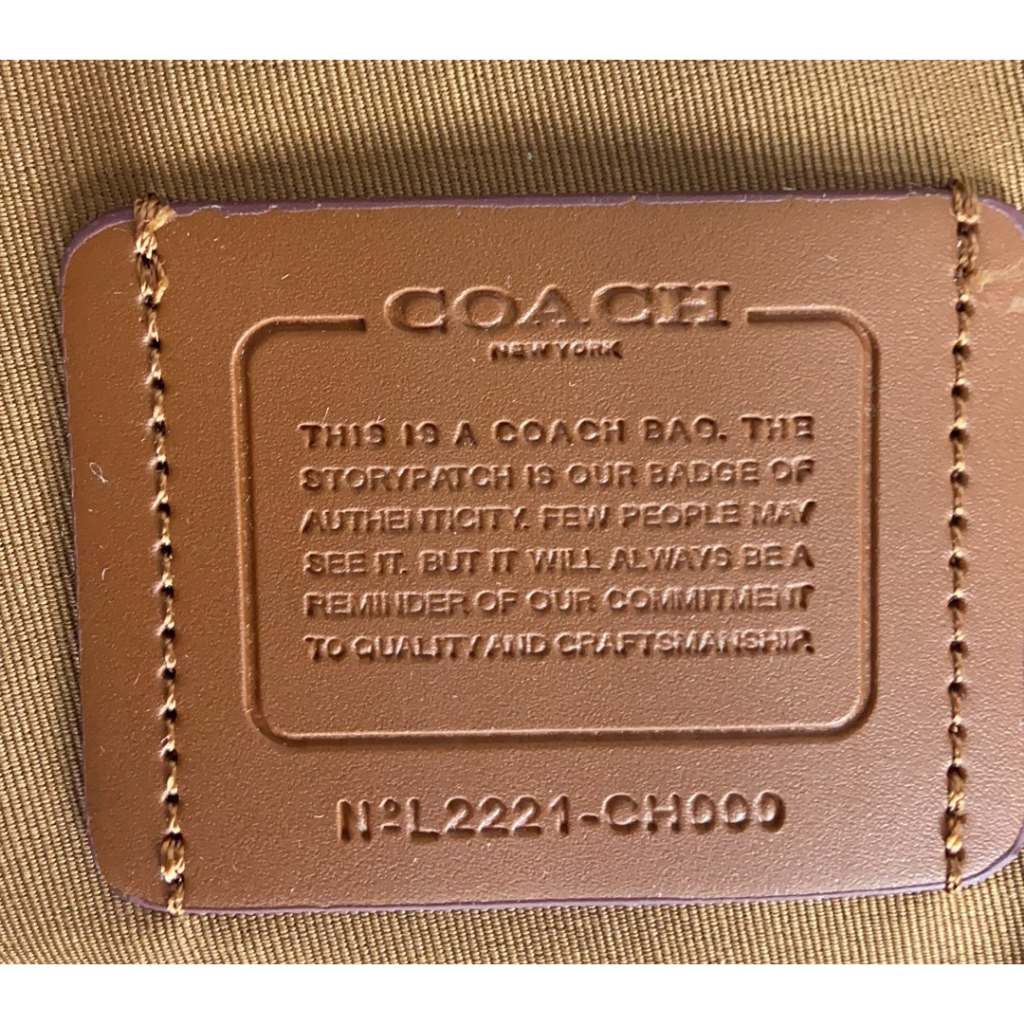 COACH
NEW YORK
THIS IS A COACH BAG. THE
STORYPATCH IS OUR BADGE OF
AUTHENTICITY. FEW PEOPLE MAY
SEE IT. BUT IT WILL ALWAYS BE A
REMINDER OF OUR COMMITMENT
TO QUALITY AND CRAFTSMANSHIP.
NºL2221-CH000